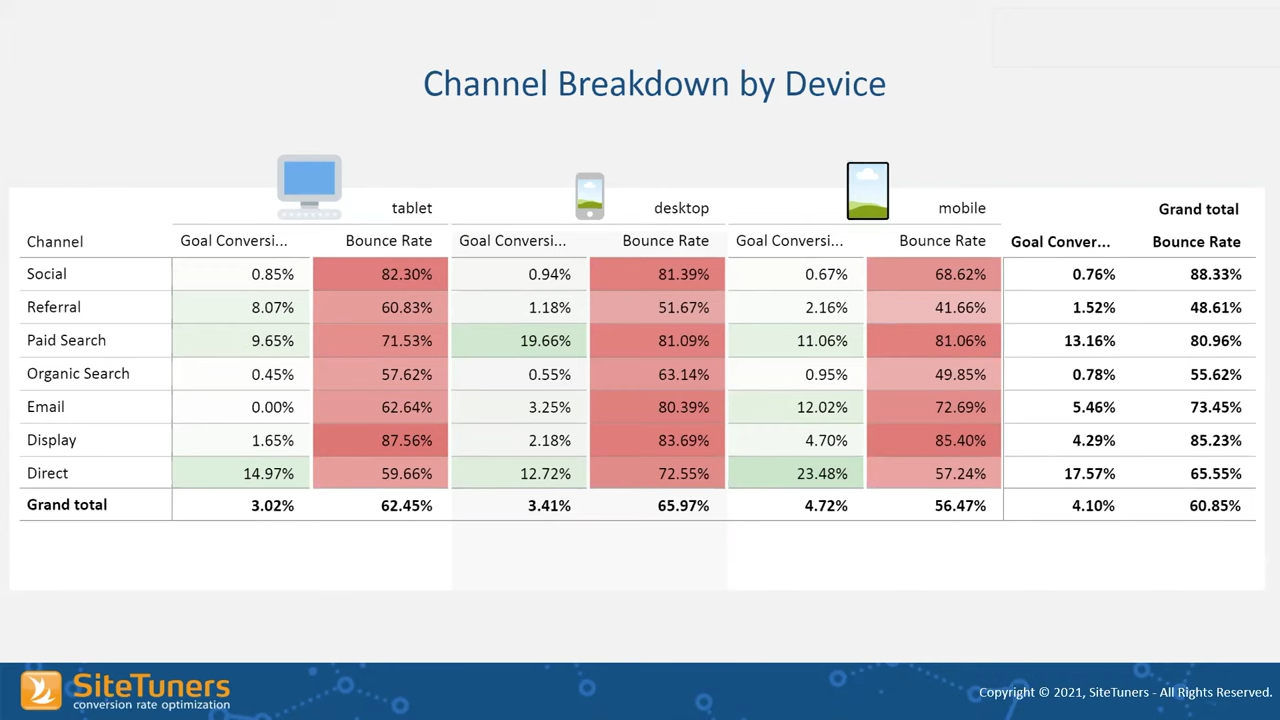 Channel Breakdown by Device
tablet desktop mobile Grand total
Channel Goal Conversi... Bounce Rate Goal Conversi... Bounce Rate Goal Conversi... Bounce Rate Goal Conver... Bounce Rate
Social 0.85% 82.30% 0.94% 81.39% 0.67% 68.62% 0.76% 88.33%
Referral 8.07% 60.83% 1.18% 51.67% 2.16% 41.66% 1.52% 48.61%
Paid Search 9.65% 71.53% 19.66% 81.09% 11.06% 81.06% 13.16% 80.96%
Organic Search 0.45% 57.62% 0.55% 63.14% 0.95% 49.85% 0.78% 55.62%
Email 0.00% 62.64% 3.25% 80.39% 12.02% 72.69% 5.46% 73.45%
Display 1.65% 87.56% 2.18% 83.69% 4.70% 85.40% 4.29% 85.23%
Direct 14.97% 59.66% 12.72% 72.55% 23.48% 57.24% 17.57% 65.55%
Grand total 3.02% 62.45% 3.41% 65.97% 4.72% 56.47% 4.10% 60.85%
SiteTuners
conversion rate optimization
Copyright © 2021, SiteTuners - All Rights Reserved.